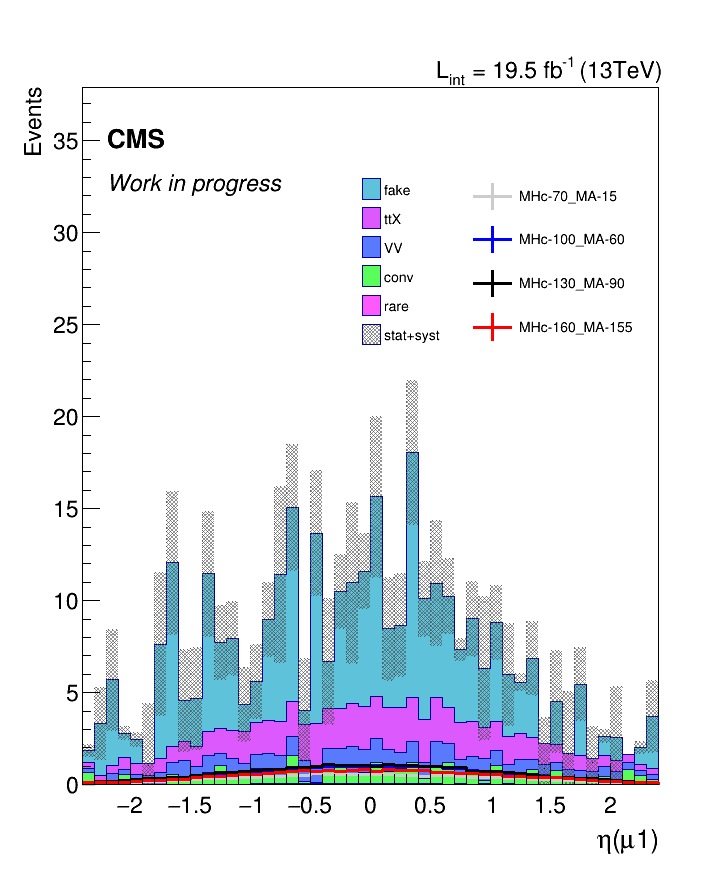 L_int = 19.5 fb^-1 (13TeV)
Events
CMS
Work in progress
fake
ttX
VV
conv
rare
stat+syst
MHc-70_MA-15
MHc-100_MA-60
MHc-130_MA-90
MHc-160_MA-155
35
30
25
20
15
10
5
0
−2 −1.5 −1 −0.5 0 0.5 1 1.5 2
η(μ1)